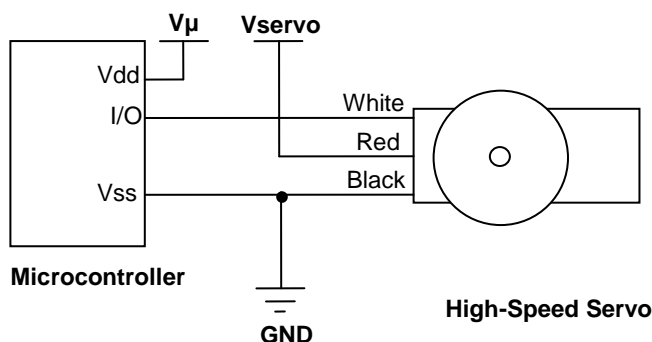 Vµ
Vservo
Vdd
White
I/O
Red
Black
Vss
Microcontroller
High-Speed Servo
GND